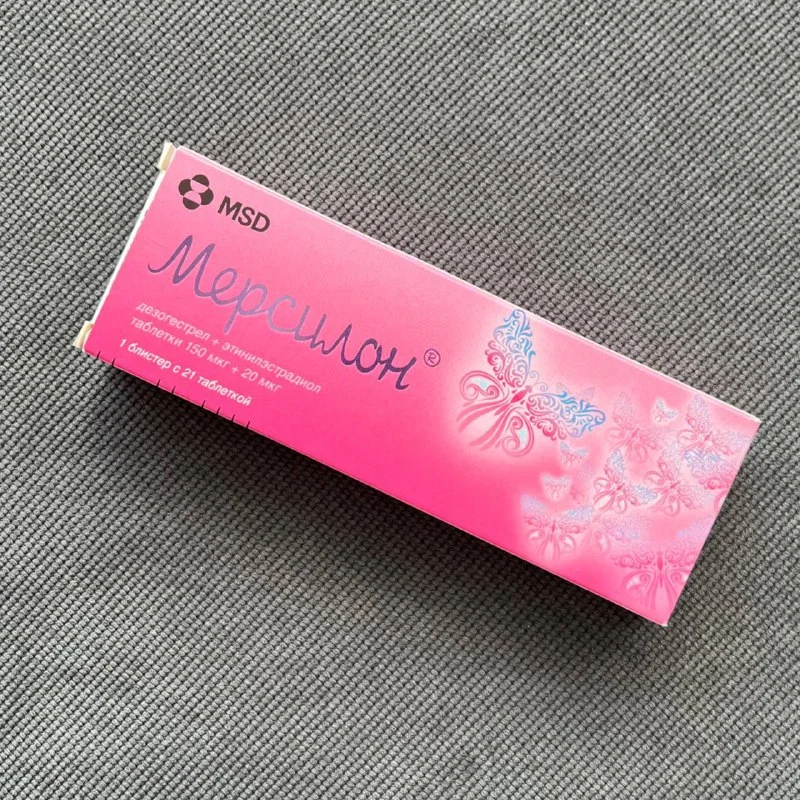 MSD
Мерсилон®
дезогестрел + этинилэстрадиол
таблетки 150 мкг + 20 мкг
1 блистер с 21 таблеткой